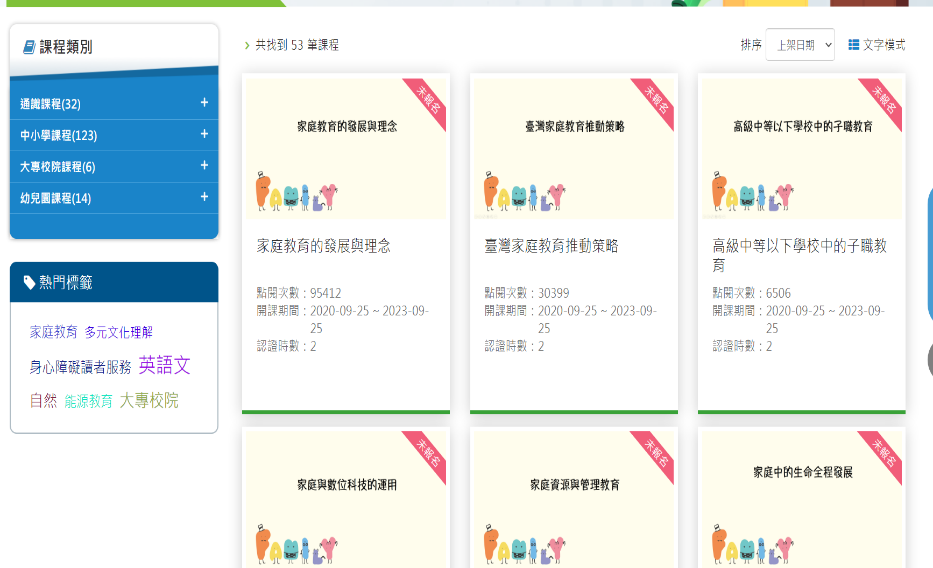 課程類別
通識課程(32) +
中小學課程(123) +
大專校院課程(6) +
幼兒園課程(14) +
熱門標籤
家庭教育 多元文化理解
身心障礙讀者服務 英語文
自然 能源教育 大專校院
共找到 53 筆課程
排序 上架日期 文字模式
未報名
家庭教育的發展與理念
家庭教育的發展與理念
點閱次數：95412
開課期間：2020-09-25 ~ 2023-09-
25
認證時數：2
未報名
臺灣家庭教育推動策略
臺灣家庭教育推動策略
點閱次數：30399
開課期間：2020-09-25 ~ 2023-09-
25
認證時數：2
未報名
高級中等以下學校中的子職教育
高級中等以下學校中的子職教
育
點閱次數：6506
開課期間：2020-09-25 ~ 2023-09-
25
認證時數：2
未報名
家庭與數位科技的運用
未報名
家庭資源與管理教育
未報名
家庭中的生命全程發展